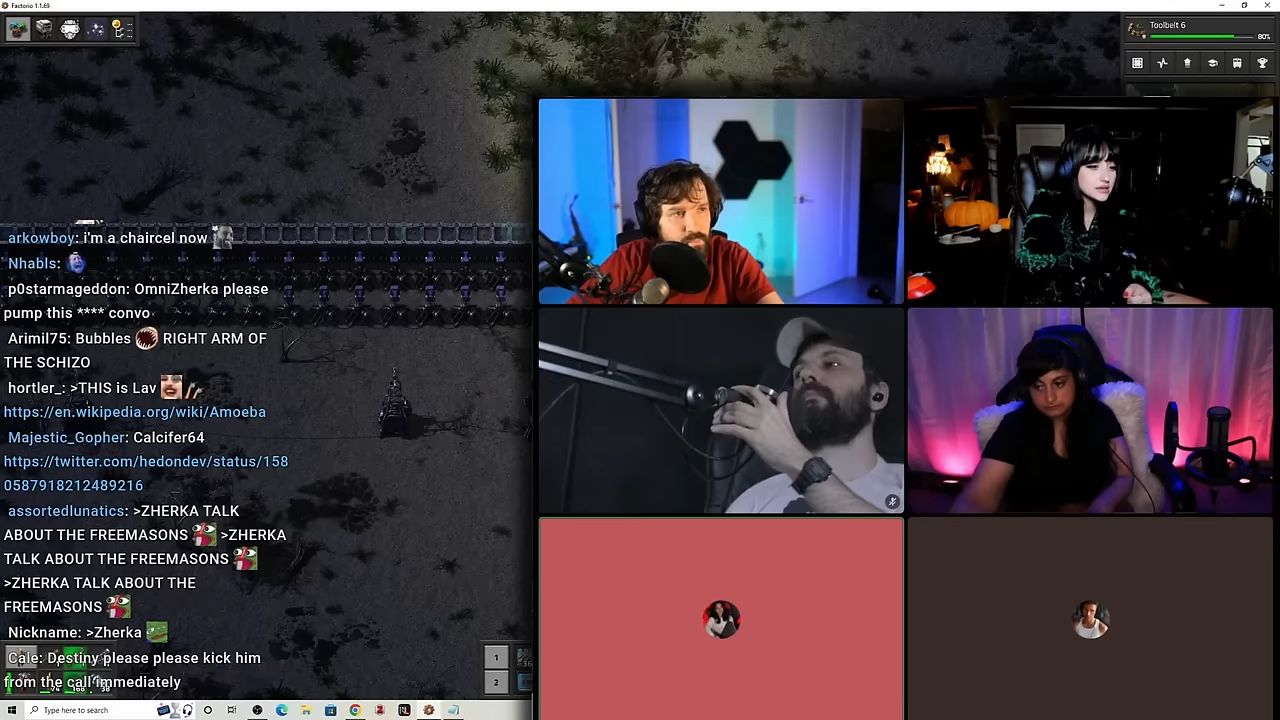 Factorio 1.1.69
Toolbelt 6
80%
arkowboy: i'm a chaircel now
Nhabls:
p0starmageddon: OmniZherka please
pump this **** convo
Arimil75: Bubbles RIGHT ARM OF
THE SCHIZO
hortler_: >THIS is Lav
https://en.wikipedia.org/wiki/Amoeba
Majestic_Gopher: Calcifer64
https://twitter.com/hedondev/status/158
0587918212489216
assortedlunatics: >ZHERKA TALK
ABOUT THE FREEMASONS >ZHERKA
TALK ABOUT THE FREEMASONS
>ZHERKA TALK ABOUT THE
FREEMASONS
Nickname: >Zherka
Cale: Destiny please please kick him
from the call immediately
1
2
Type here to search